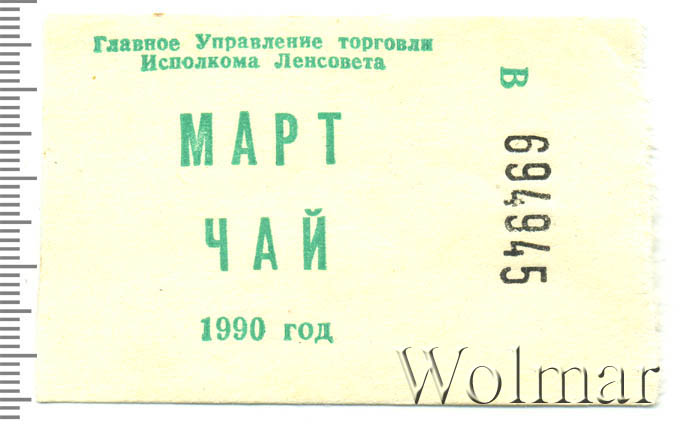 Главное Управление торговли
Исполкома Ленсовета
МАРТ
ЧАЙ
1990 год
В 694945
Wolmar